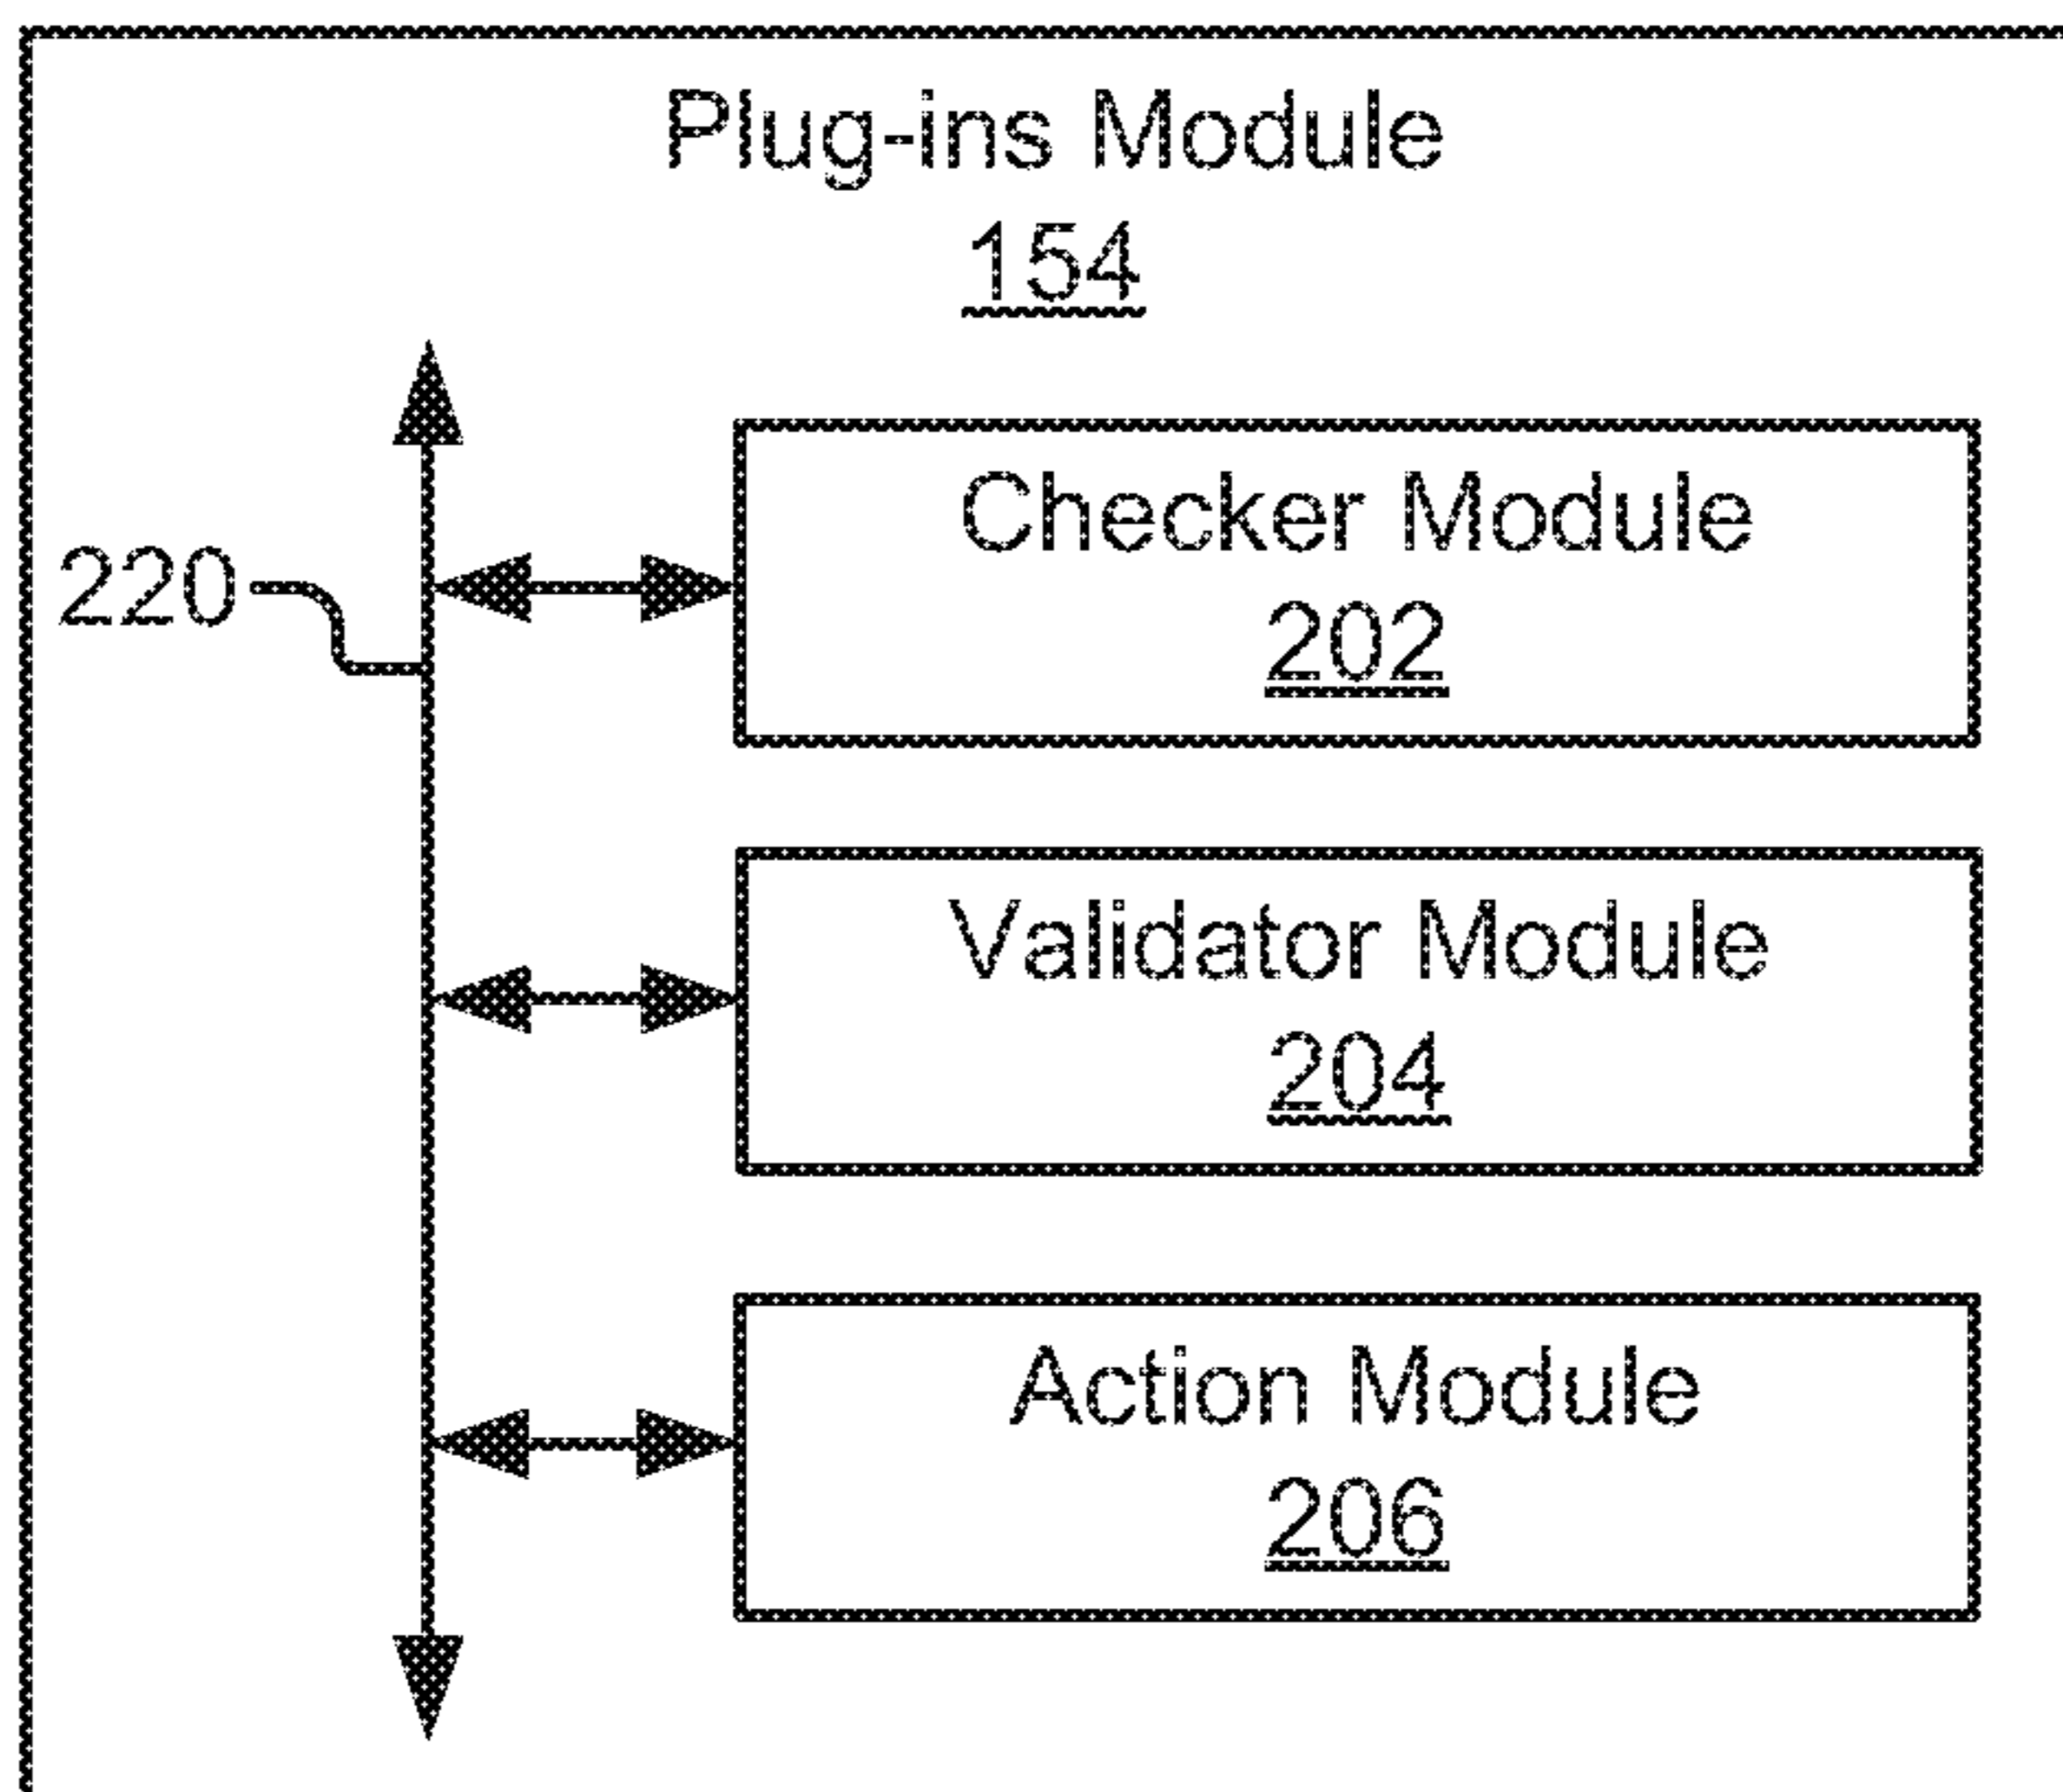 Plug-ins Module
154
Checker Module
220
202
Validator Module
204
Action Module
206